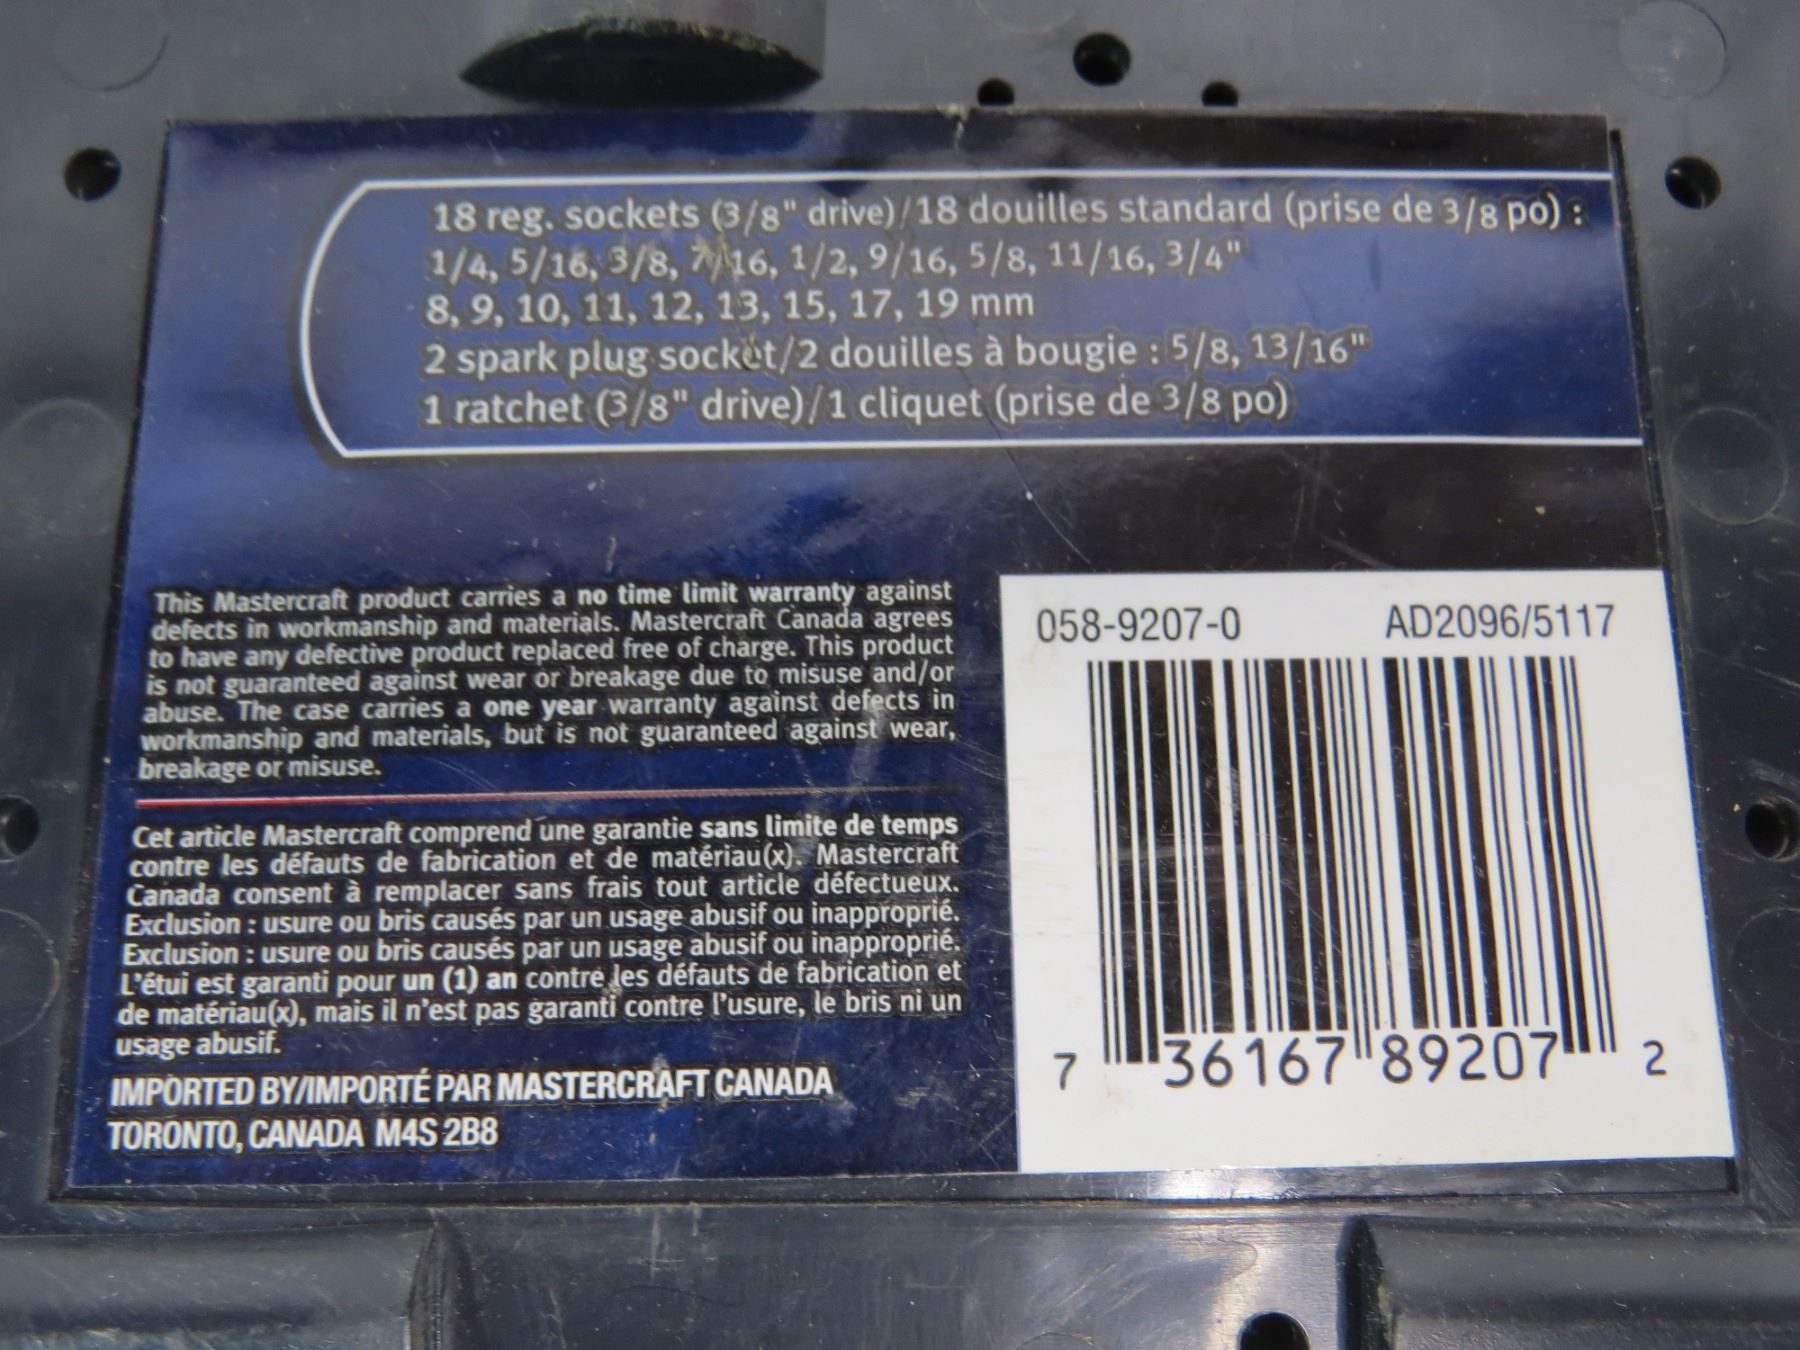 18 reg. sockets (3/8" drive)/18 douilles standard (prise de 3/8 po) :
1/4, 5/16, 3/8, 7/16, 1/2, 9/16, 5/8, 11/16, 3/4"
8, 9, 10, 11, 12, 13, 15, 17, 19 mm
2 spark plug socket/2 douilles à bougie : 5/8, 13/16"
1 ratchet (3/8" drive)/1 cliquet (prise de 3/8 po)
This Mastercraft product carries a no time limit warranty against
defects in workmanship and materials. Mastercraft Canada agrees
to have any defective product replaced free of charge. This product
is not guaranteed against wear or breakage due to misuse and/or
abuse. The case carries a one year warranty against defects in
workmanship and materials, but is not guaranteed against wear,
breakage or misuse.
Cet article Mastercraft comprend une garantie sans limite de temps
contre les défauts de fabrication et de matériau(x). Mastercraft
Canada consent à remplacer sans frais tout article défectueux.
Exclusion : usure ou bris causés par un usage abusif ou inapproprié.
Exclusion : usure ou bris causés par un usage abusif ou inapproprié.
L'étui est garanti pour un (1) an contre les défauts de fabrication et
de matériau(x), mais il n'est pas garanti contre l'usure, le bris ni un
usage abusif.
IMPORTED BY/IMPORTÉ PAR MASTERCRAFT CANADA
TORONTO, CANADA M4S 2B8
058-9207-0 AD2096/5117
7 36167 89207 2